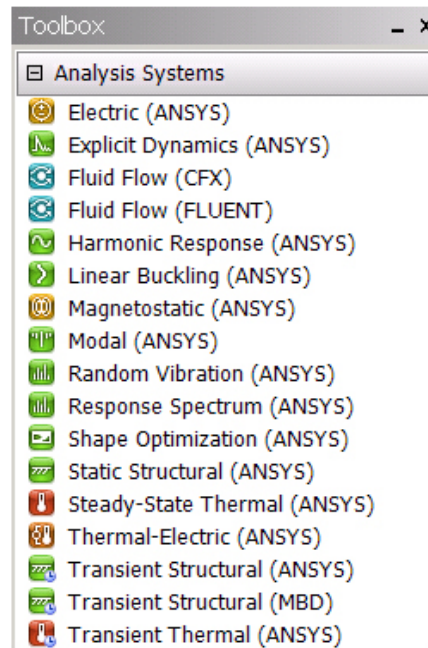 Toolbox
Analysis Systems
Electric (ANSYS)
Explicit Dynamics (ANSYS)
Fluid Flow (CFX)
Fluid Flow (FLUENT)
Harmonic Response (ANSYS)
Linear Buckling (ANSYS)
Magnetostatic (ANSYS)
Modal (ANSYS)
Random Vibration (ANSYS)
Response Spectrum (ANSYS)
Shape Optimization (ANSYS)
Static Structural (ANSYS)
Steady-State Thermal (ANSYS)
Thermal-Electric (ANSYS)
Transient Structural (ANSYS)
Transient Structural (MBD)
Transient Thermal (ANSYS)